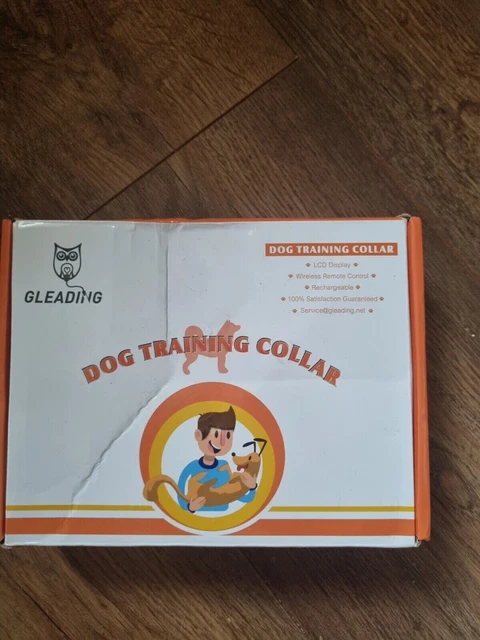 DOG TRAINING COLLAR
LCD Display
Wireless Remote Control
Rechargeable
100% Satisfaction Guaranteed
Service@gleading.net
GLEADING
DOG TRAINING COLLAR